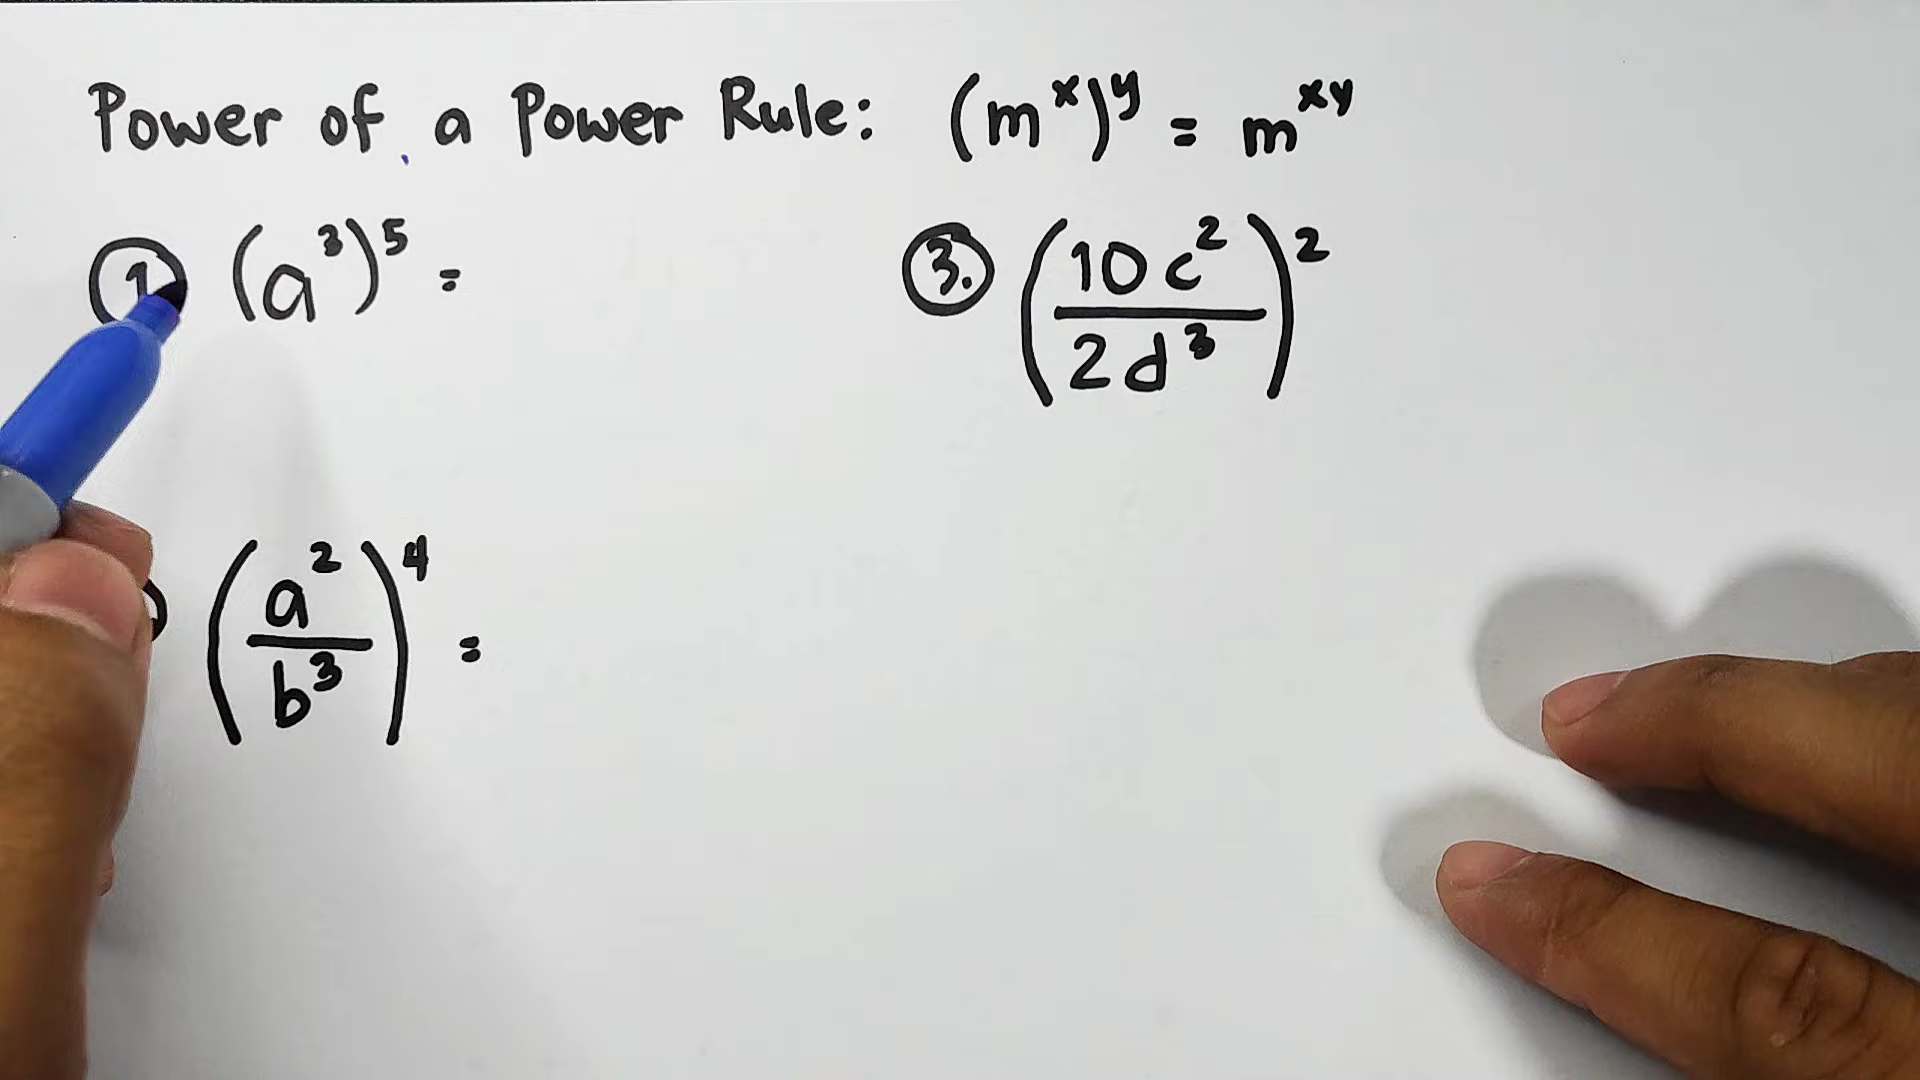 Power of a Power Rule: (mˣ)ʸ = mˣʸ
1 (a³)⁵ =
3. (10c²/2d³)²
(a²/b³)⁴ =